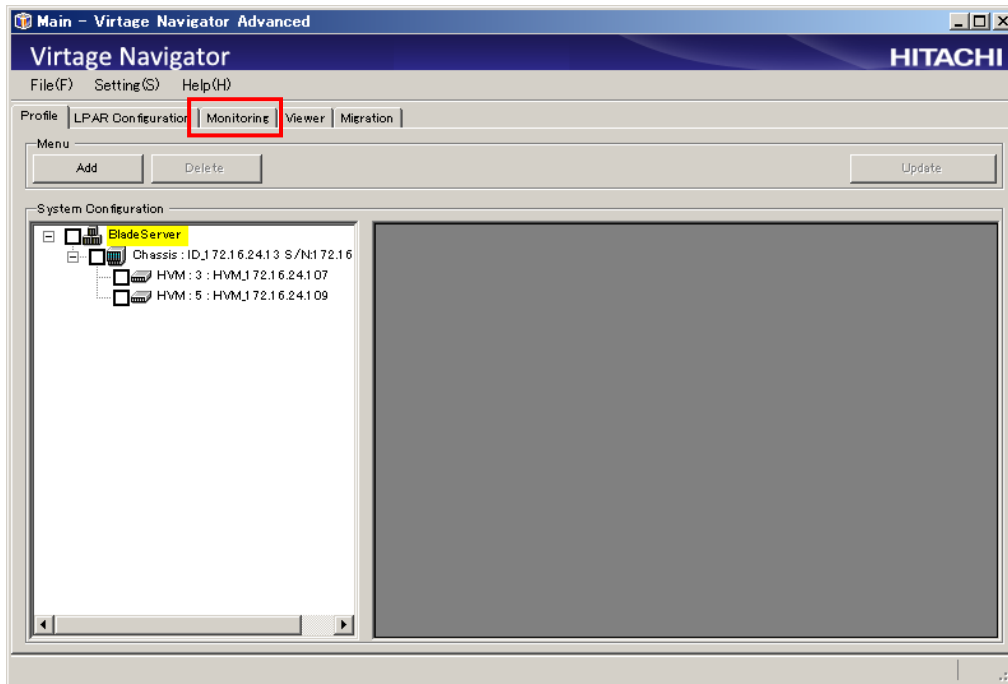 Main - Virtage Navigator Advanced
Virtage Navigator
HITACHI
File(F) Setting(S) Help(H)
Profile LPAR Configuration Monitoring Viewer Migration
Menu
Add Delete Update
System Configuration
BladeServer
Chassis : ID_172.16.24.13 S/N:172.16
HVM : 3 : HVM_172.16.24.107
HVM : 5 : HVM_172.16.24.109